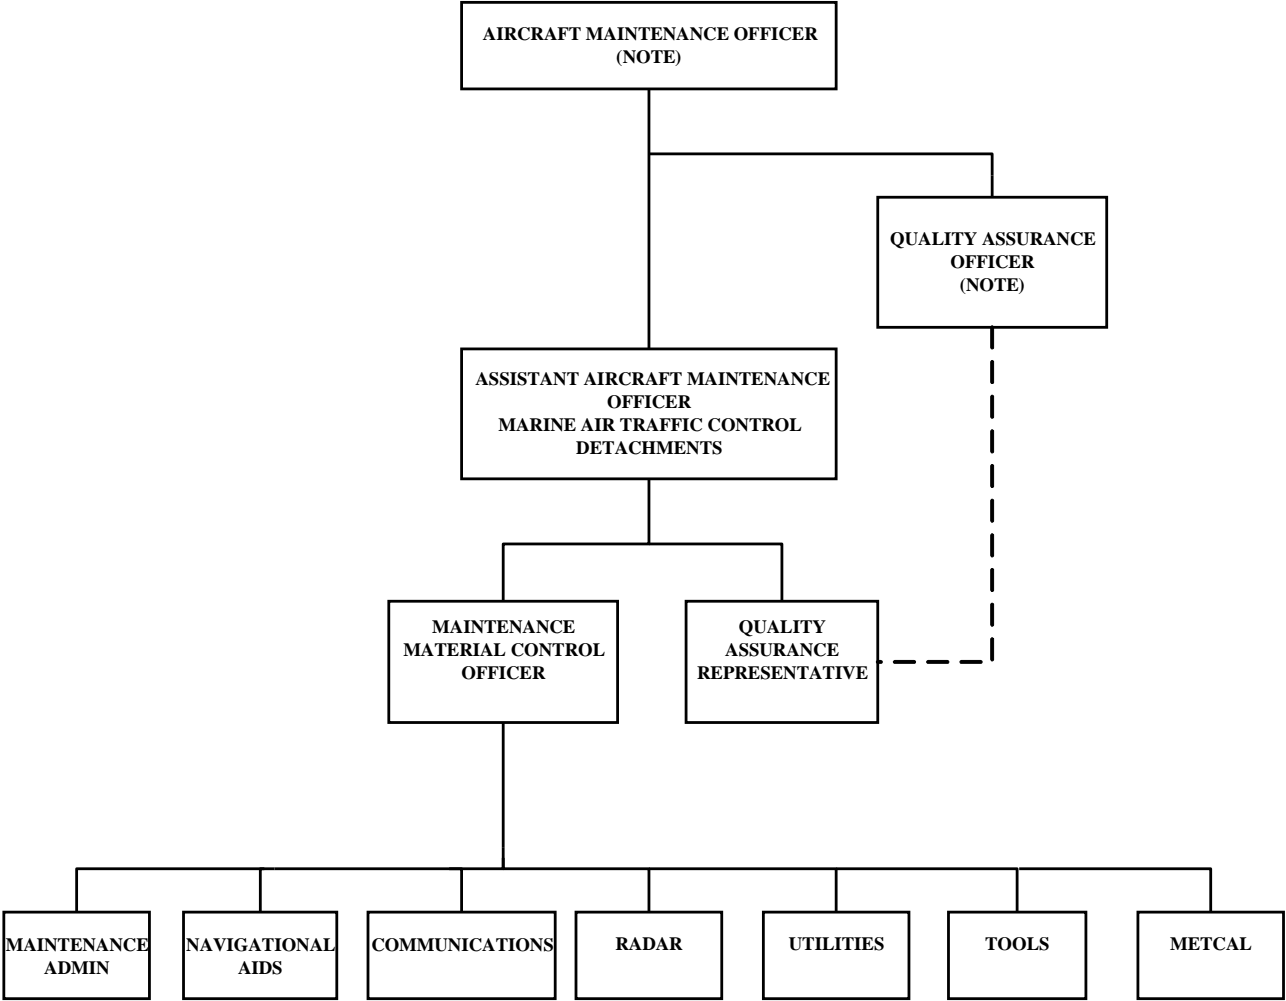 AIRCRAFT MAINTENANCE OFFICER
(NOTE)
QUALITY ASSURANCE
OFFICER
(NOTE)
ASSISTANT AIRCRAFT MAINTENANCE
OFFICER
MARINE AIR TRAFFIC CONTROL
DETACHMENTS
MAINTENANCE
MATERIAL CONTROL
OFFICER
QUALITY
ASSURANCE
REPRESENTATIVE
MAINTENANCE
ADMIN
NAVIGATIONAL
AIDS
COMMUNICATIONS
RADAR
UTILITIES
TOOLS
METCAL